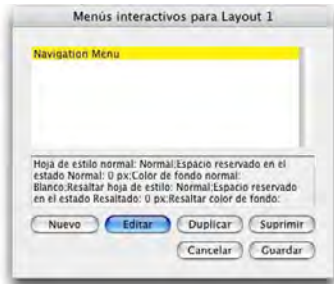 Menús interactivos para Layout 1
Navigation Menu
Hoja de estilo normal: Normal;Espacio reservado en el
estado Normal: 0 px;Color de fondo normal:
Blanco;Resaltar hoja de estilo: Normal;Espacio reservado
en el estado Resaltado: 0 px;Resaltar color de fondo:
Nuevo Editar Duplicar Suprimir
Cancelar Guardar